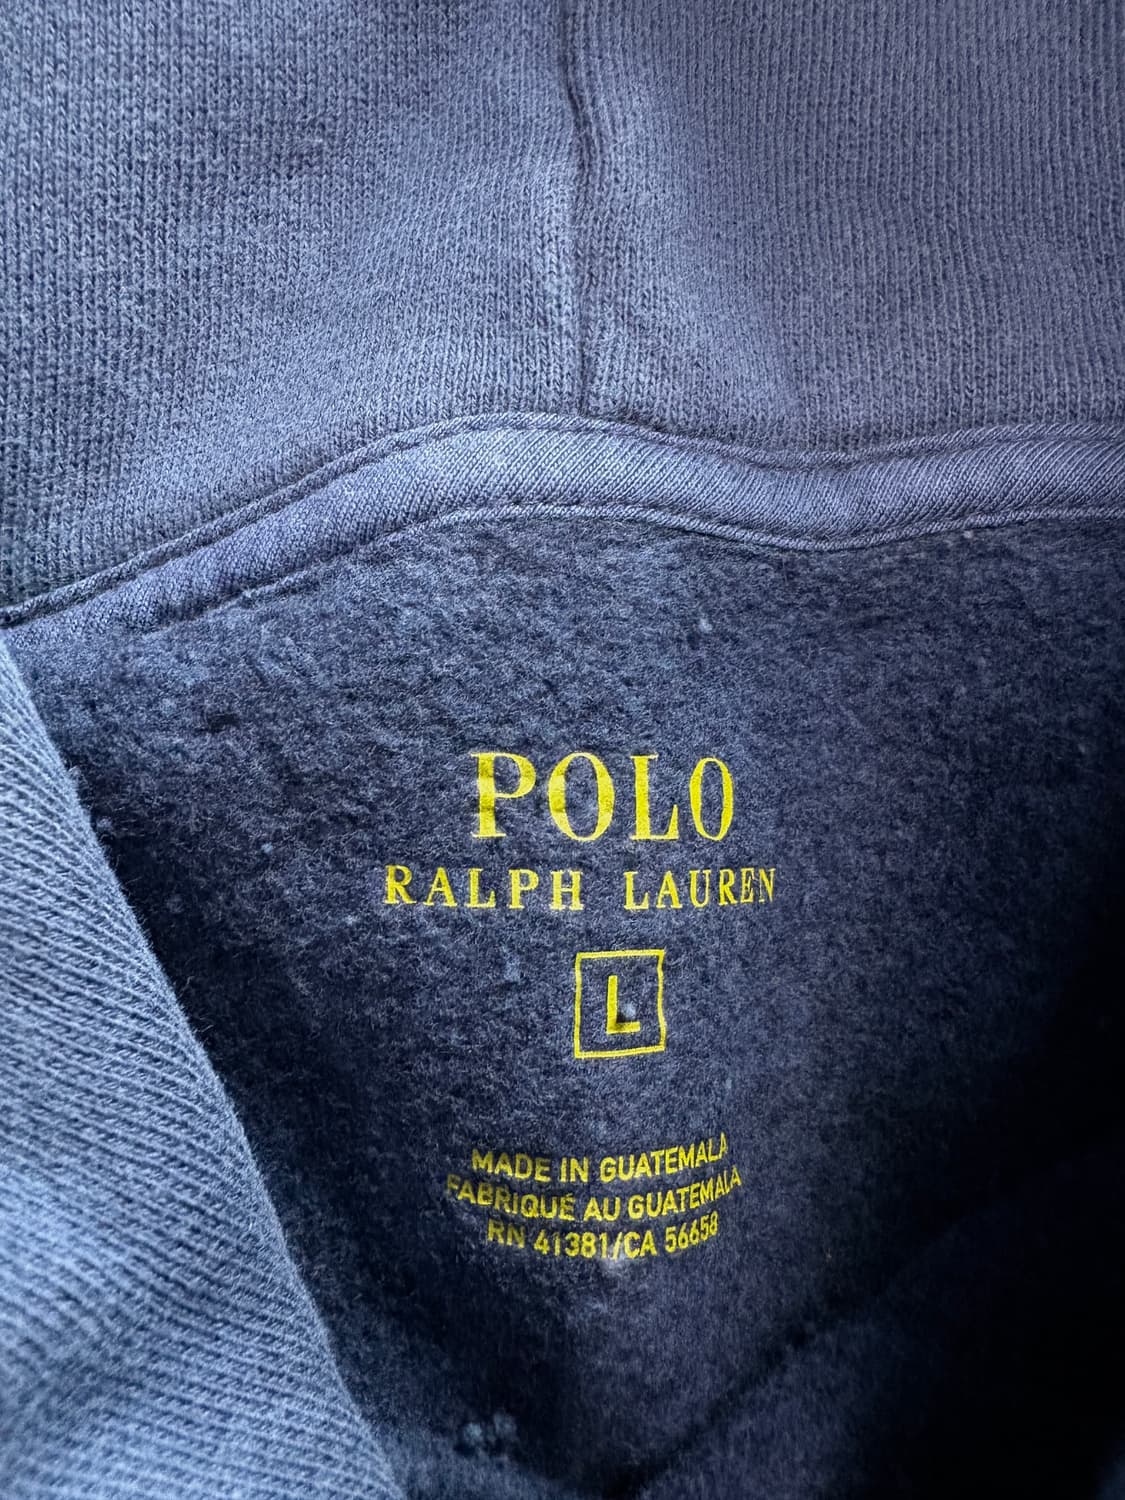 POLO
RALPH LAUREN
L
MADE IN GUATEMALA
FABRIQUÉ AU GUATEMALA
RN 41381/CA 56658